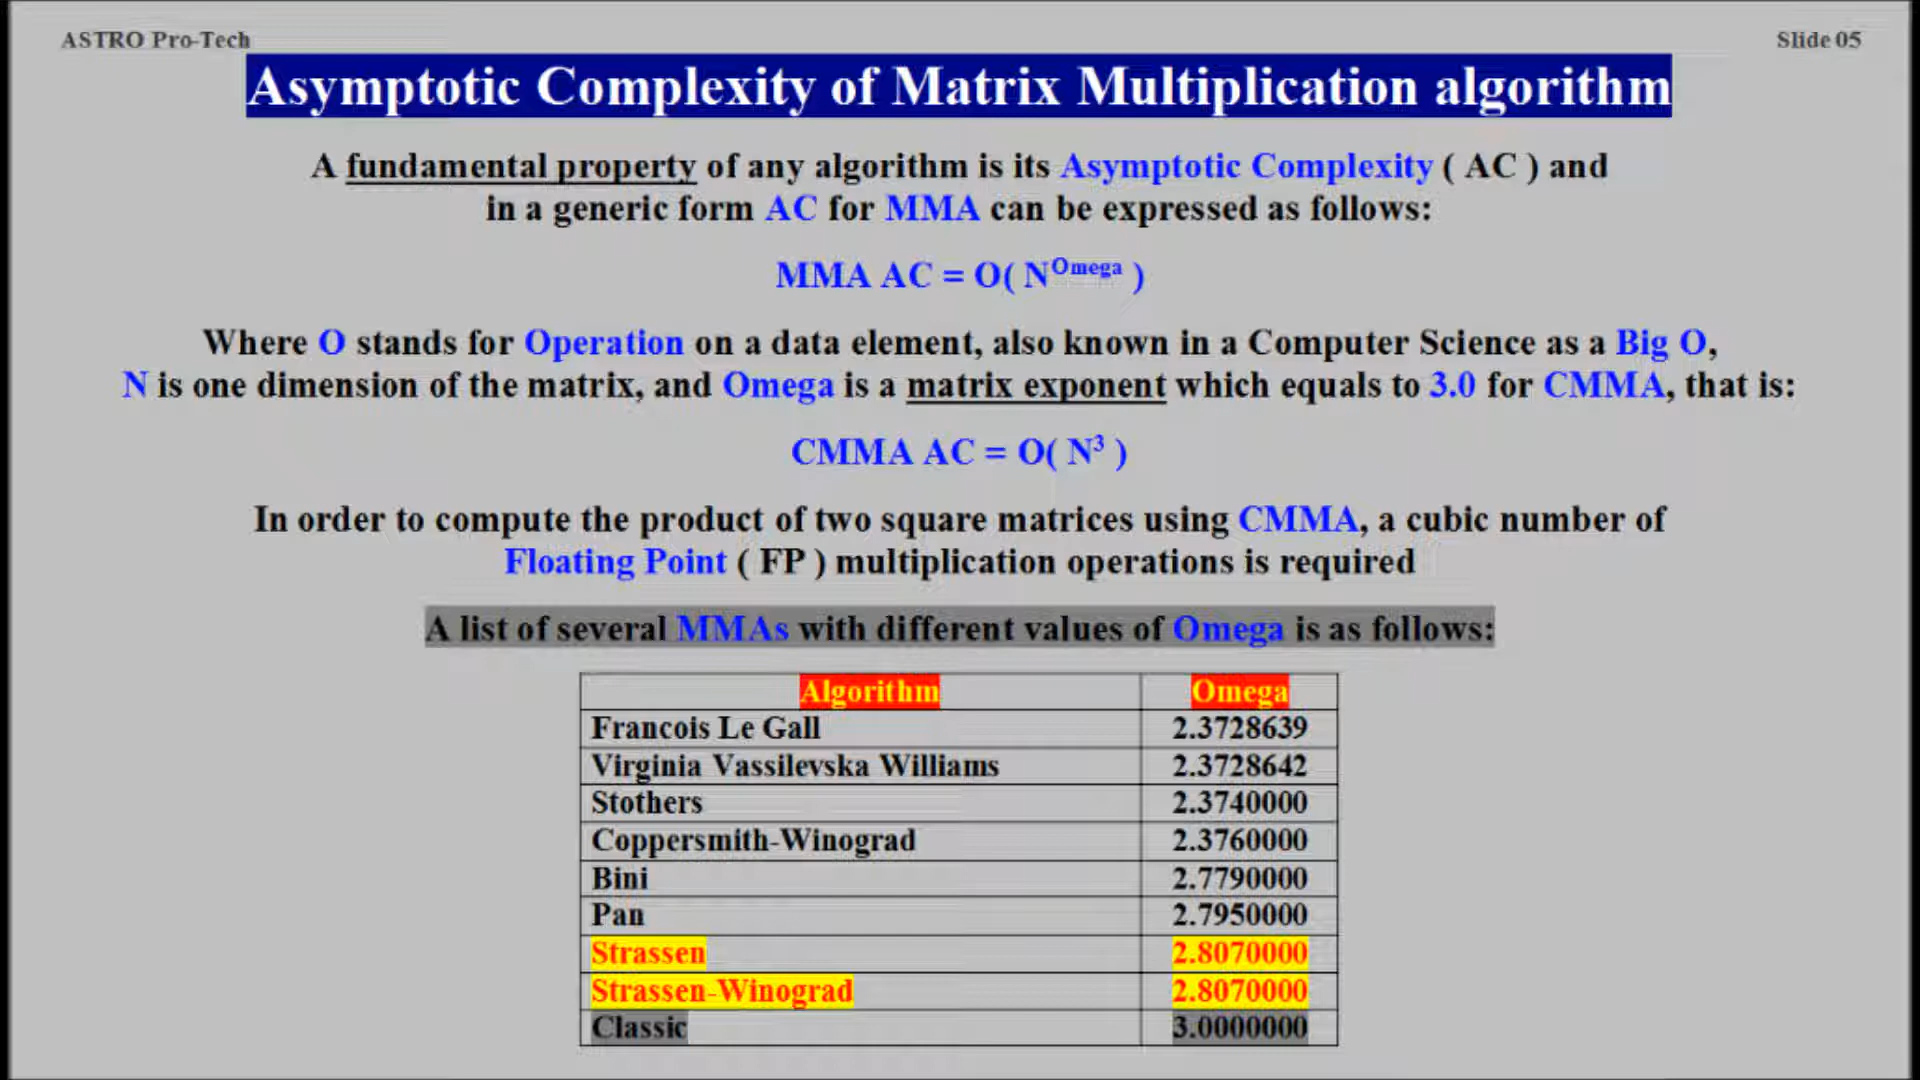 ASTRO Pro-Tech
Slide 05
Asymptotic Complexity of Matrix Multiplication algorithm
A fundamental property of any algorithm is its Asymptotic Complexity ( AC ) and
in a generic form AC for MMA can be expressed as follows:
MMA AC = O( N^Omega )
Where O stands for Operation on a data element, also known in a Computer Science as a Big O,
N is one dimension of the matrix, and Omega is a matrix exponent which equals to 3.0 for CMMA, that is:
CMMA AC = O( N³ )
In order to compute the product of two square matrices using CMMA, a cubic number of
Floating Point ( FP ) multiplication operations is required
A list of several MMAs with different values of Omega is as follows:
Algorithm Omega
Francois Le Gall 2.3728639
Virginia Vassilevska Williams 2.3728642
Stothers 2.3740000
Coppersmith-Winograd 2.3760000
Bini 2.7790000
Pan 2.7950000
Strassen 2.8070000
Strassen-Winograd 2.8070000
Classic 3.0000000